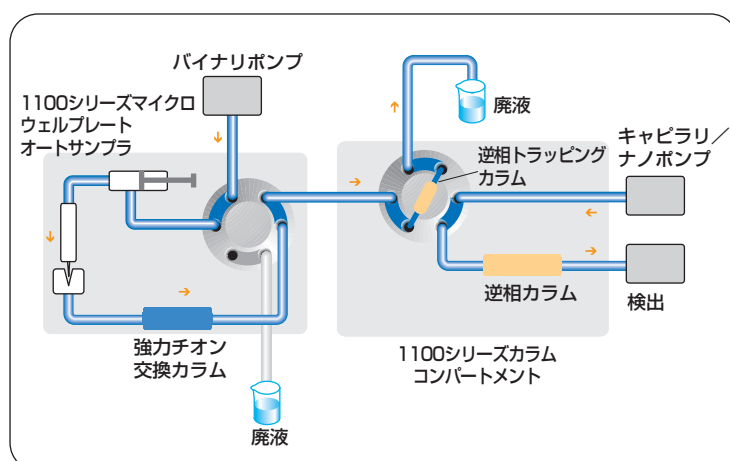 バイナリポンプ
1100シリーズマイクロ
ウェルプレート
オートサンプラ
廃液
逆相トラッピング
カラム
キャピラリ／
ナノポンプ
逆相カラム
検出
強力チオン
交換カラム
1100シリーズカラム
コンパートメント
廃液